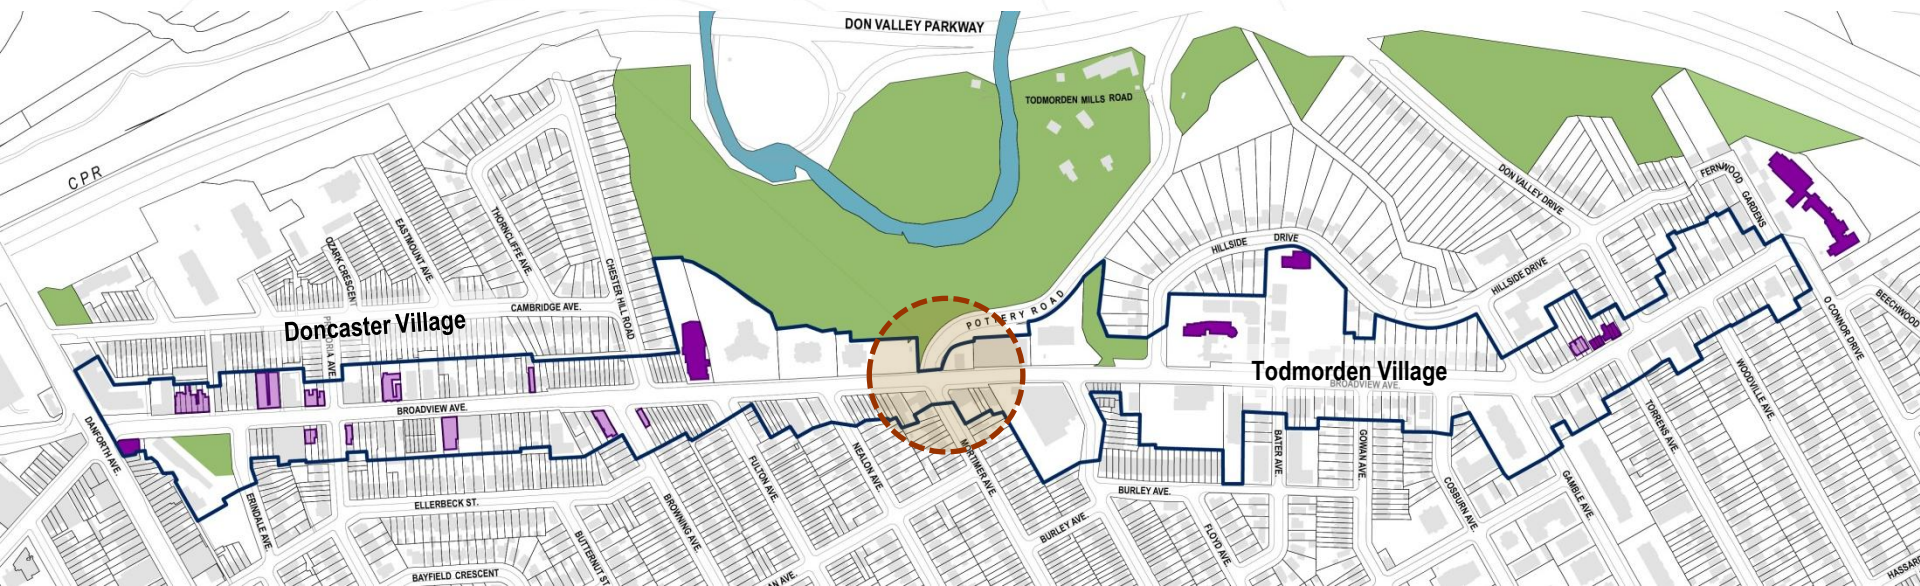 DON VALLEY PARKWAY
TODMORDEN MILLS ROAD
CPR
DON VALLEY DRIVE
FERNWOOD
GARDENS
OZARK CRESCENT
EASTMOUNT AVE.
THORNCLIFFE AVE.
CHESTER HILL ROAD
HILLSIDE DRIVE
HILLSIDE DRIVE
CAMBRIDGE AVE.
POTTERY ROAD
O CONNOR DRIVE
BEECHWOOD
Doncaster Village
Todmorden Village
BROADVIEW AVE.
BROADVIEW AVE.
DANFORTH AVE.
WOODVILLE AVE.
TORRENS AVE.
ERINDALE AVE.
ELLERBECK ST.
BROWNING AVE.
FULTON AVE.
NEALON AVE.
MORTIMER AVE.
BURLEY AVE.
BATER AVE.
GOWAN AVE.
COSBURN AVE.
GAMBLE AVE.
BURLEY AVE.
FLOYD AVE.
BUTTERNUT ST
BAYFIELD CRESCENT
AN AVE.
HASSAR